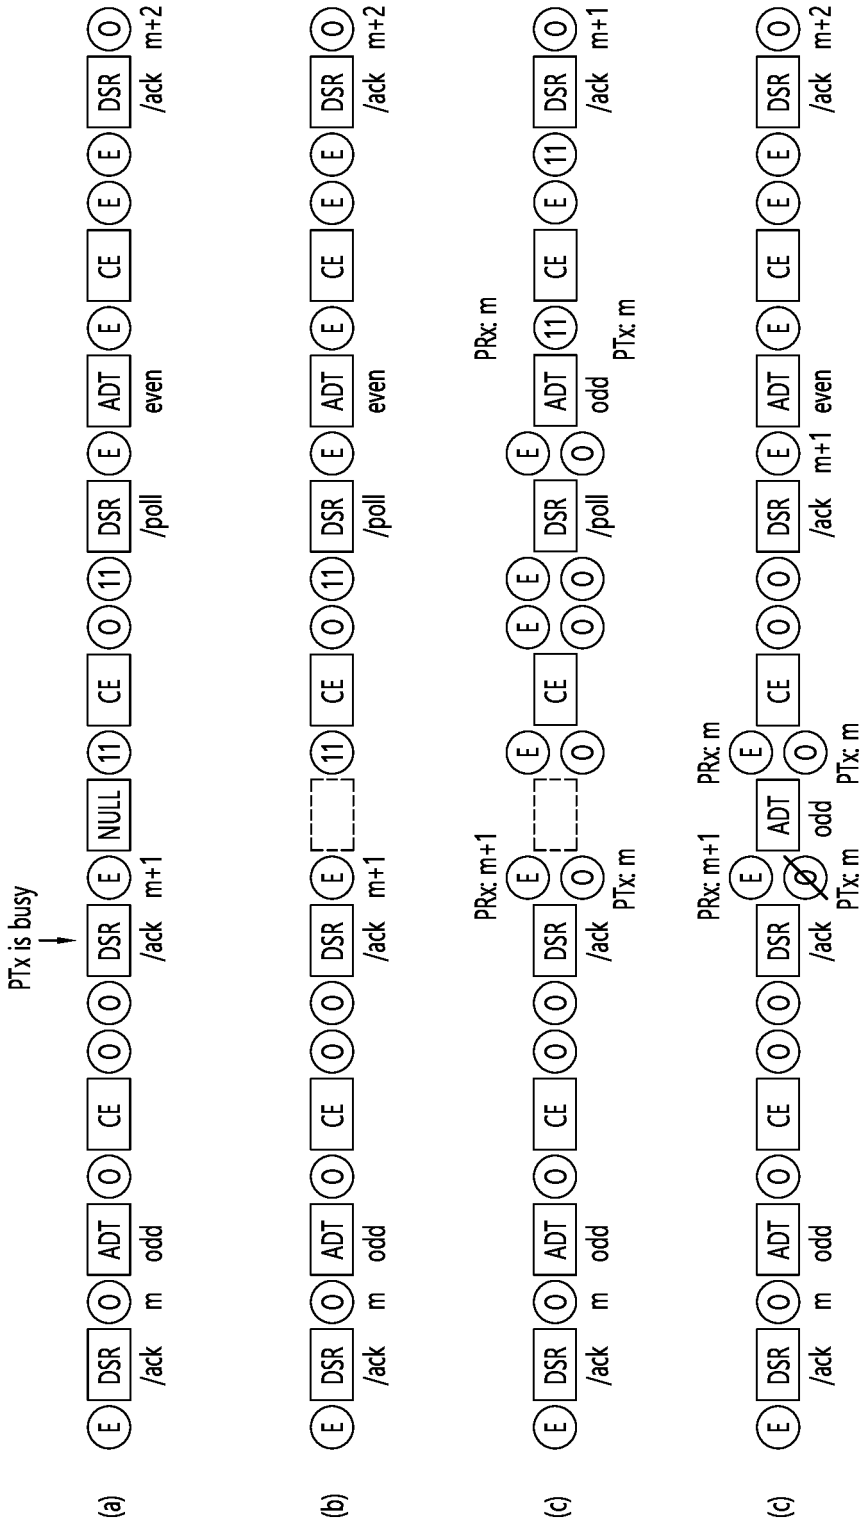 PTx is busy
(a) E DSR O ADT O CE O O DSR E NULL 11 CE O 11 DSR E ADT E CE E E DSR O
/ack m odd /ack m+1 /poll even /ack m+2
(b) E DSR O ADT O CE O O DSR E 11 CE O 11 DSR E ADT E CE E E DSR O
/ack m odd /ack m+1 /poll even /ack m+2
PRx: m+1 PRx: m
E E E E E
(c) E DSR O ADT O CE O O DSR CE DSR ADT 11 CE E 11 DSR O
O O O O O
/ack m odd /ack /poll odd /ack m+1
PTx: m PTx: m
PRx: m+1 PRx: m
E E
(c) E DSR O ADT O CE O O DSR ADT CE O O DSR E ADT E CE E E DSR O
O O
/ack m odd /ack odd /ack m+1 even /ack m+2
PTx: m PTx: m